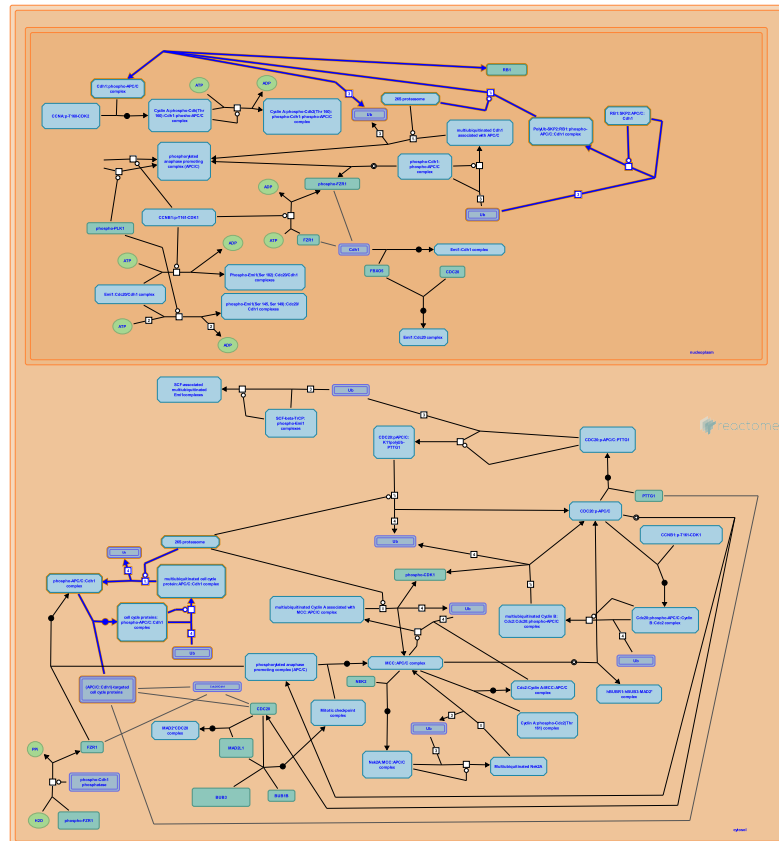 RB1
Cdh1:phospho-APC/C
complex
ATP
ADP
26S proteasome
CCNA:p-T160-CDK2
Cyclin A:phospho-Cdk(Thr
160):Cdh1:phospho-APC/C
complex
Cyclin A:phospho-Cdk2(Thr 160):
phospho-Cdh1:phospho-APC/C
complex
Ub
multiubiquitinated Cdh1
associated with APC/C
PolyUb-SKP2:RB1:phospho
-APC/C:Cdh1 complex
RB1:SKP2:APC/C:
Cdh1
phosphorylated
anaphase promoting
complex (APC/C)
phospho-Cdh1:
phospho-APC/C
complex
ADP
phospho-FZR1
Ub
CCNB1:p-T161-CDK1
phospho-PLK1
ATP
FZR1
Cdh1
Emi1:Cdh1 complex
ADP
ATP
FBXO5
CDC20
Phospho-Emi1(Ser 182):Cdc20/Cdh1
complexes
Emi1:Cdc20/Cdh1 complex
phospho-Emi1(Ser 145, Ser 149):Cdc20/
Cdh1 complexes
ATP
ADP
Emi1:Cdc20 complex
nucleoplasm
SCF-associated
multiubiquitinated
Emi1complexes
Ub
SCF-beta-TrCP1:
phospho-Emi1
complexes
CDC20:p-APC/C:
K11polyUb-
PTTG1
CDC20:p-APC/C:PTTG1
reactome
PTTG1
CDC20:p-APC/C
CCNB1:p-T161-CDK1
Ub
26S proteasome
Ub
phospho-APC/C:Cdh1
complex
multiubiquitinated cell cycle
protein:APC/C:Cdh1 complex
phospho-CDK1
cell cycle proteins:
phospho-APC/C:Cdh1
complex
multiubiquitinated Cyclin A associated with
MCC:APC/C complex
Ub
multiubiquitinated Cyclin B:
Cdc2:Cdc20:phospho-APC/C
complex
Cdc20:phospho-APC/C:Cyclin
B:Cdc2 complex
Ub
Ub
phosphorylated anaphase
promoting complex (APC/C)
MCC:APC/C complex
(APC/C:Cdh1)-targeted
cell cycle proteins
NEK2
Cdc2:Cyclin A:MCC:APC/C
complex
hBUBR1:hBUB3:MAD2*
complex
CDC20
Mitotic checkpoint
complex
MAD2*CDC20
complex
Cyclin A:phospho-Cdc2(Thr
161) complex
Ub
MAD2L1
FZR1
Pi
Nek2A:MCC:APC/C
complex
Multiubiquitinated Nek2A
phospho-Cdh1
phosphatase
BUB3
BUB1B
H2O
phospho-FZR1
cytosol